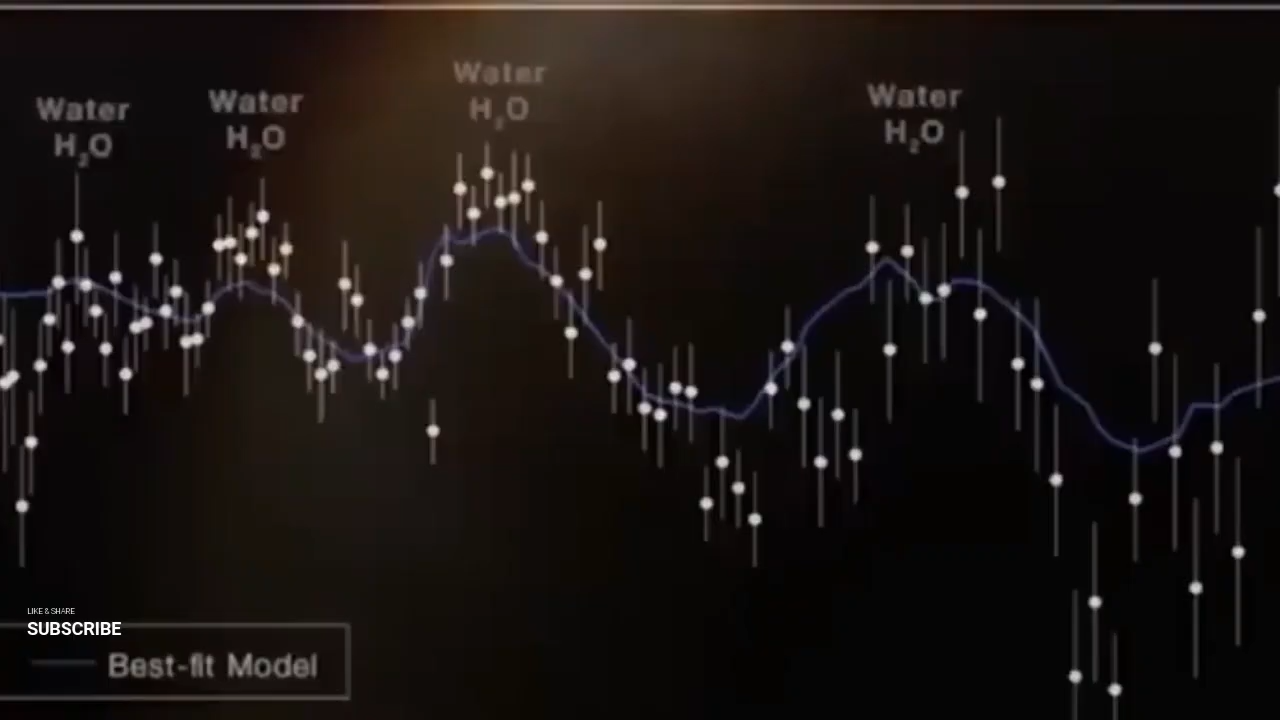 Water
H₂O
Water
H₂O
Water
H₂O
Water
H₂O
LIKE & SHARE
SUBSCRIBE
Best-fit Model